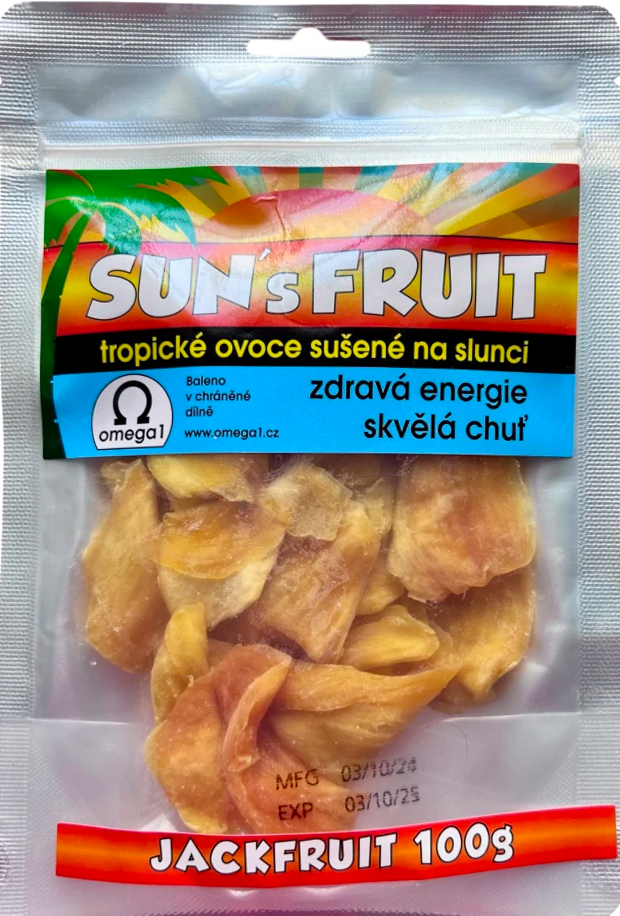 SUN´s FRUIT
tropické ovoce sušené na slunci
Ω
omega1
Baleno
v chráněné
dílně
www.omega1.cz
zdravá energie
skvělá chuť
MFG 03/10/24
EXP 03/10/25
JACKFRUIT 100g